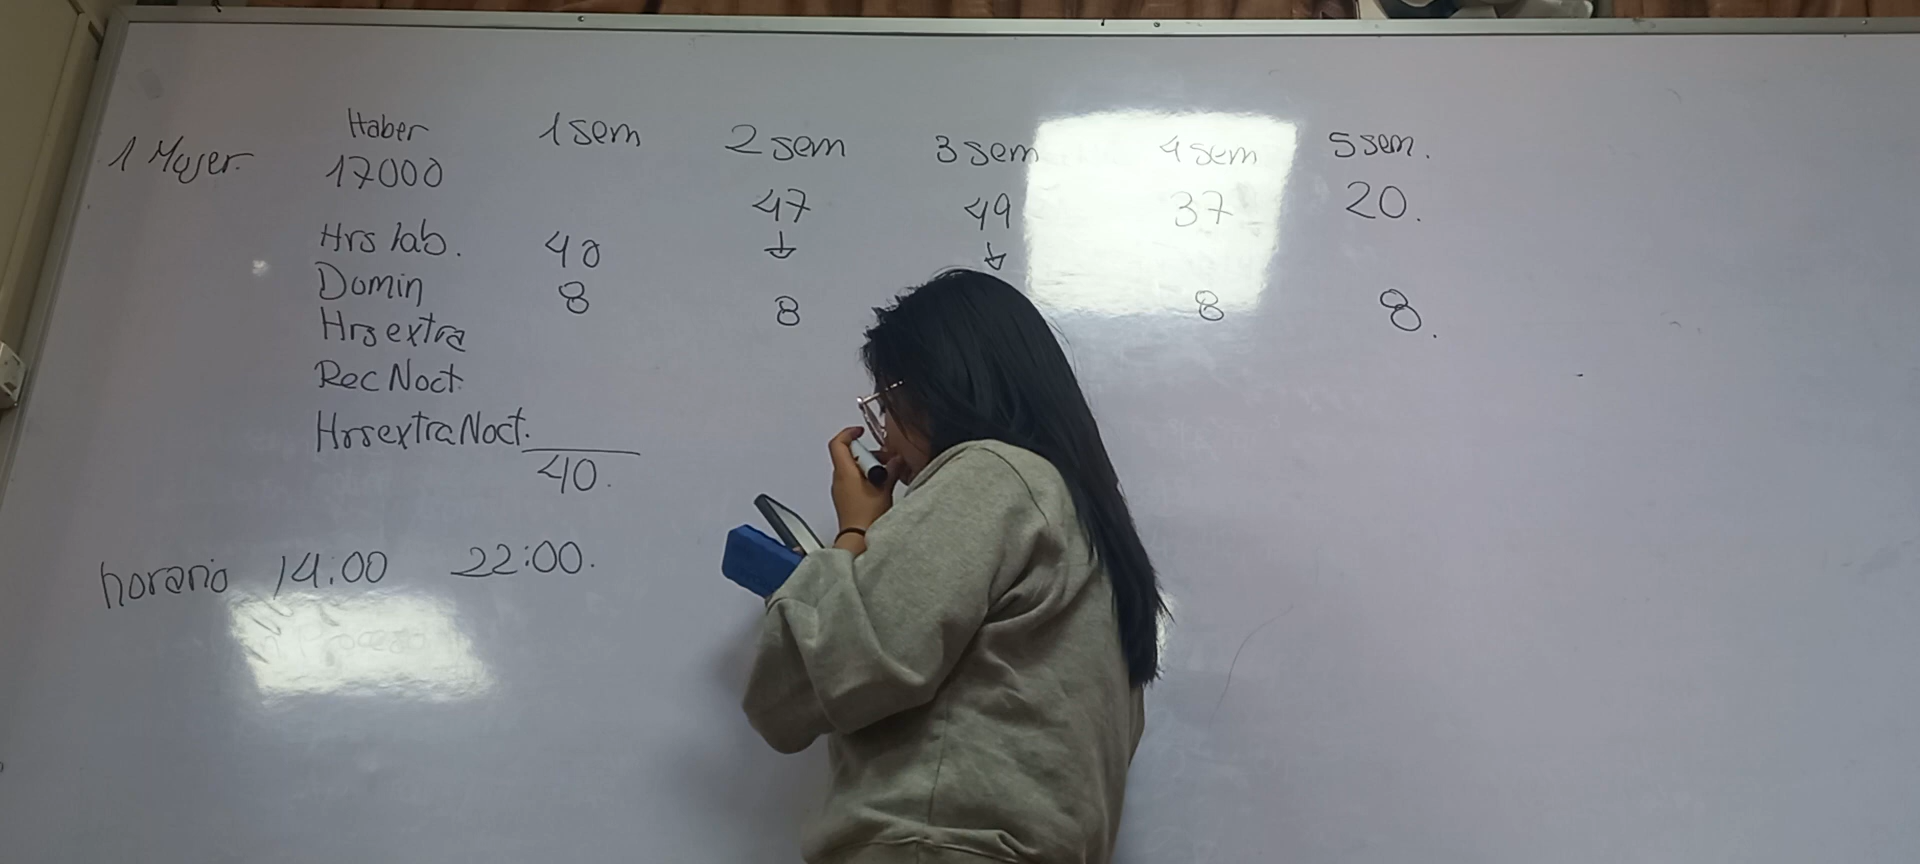 Haber 1 sem 2 sem 3 sem 4 sem 5 sem.
1 Mujer. 17000
47 49 37 20.
Hrs lab. 40
Domin 8 8 8 8.
Hrs extra
Rec Noct.
Hrs extra Noct.
40.
horario 14:00 22:00.